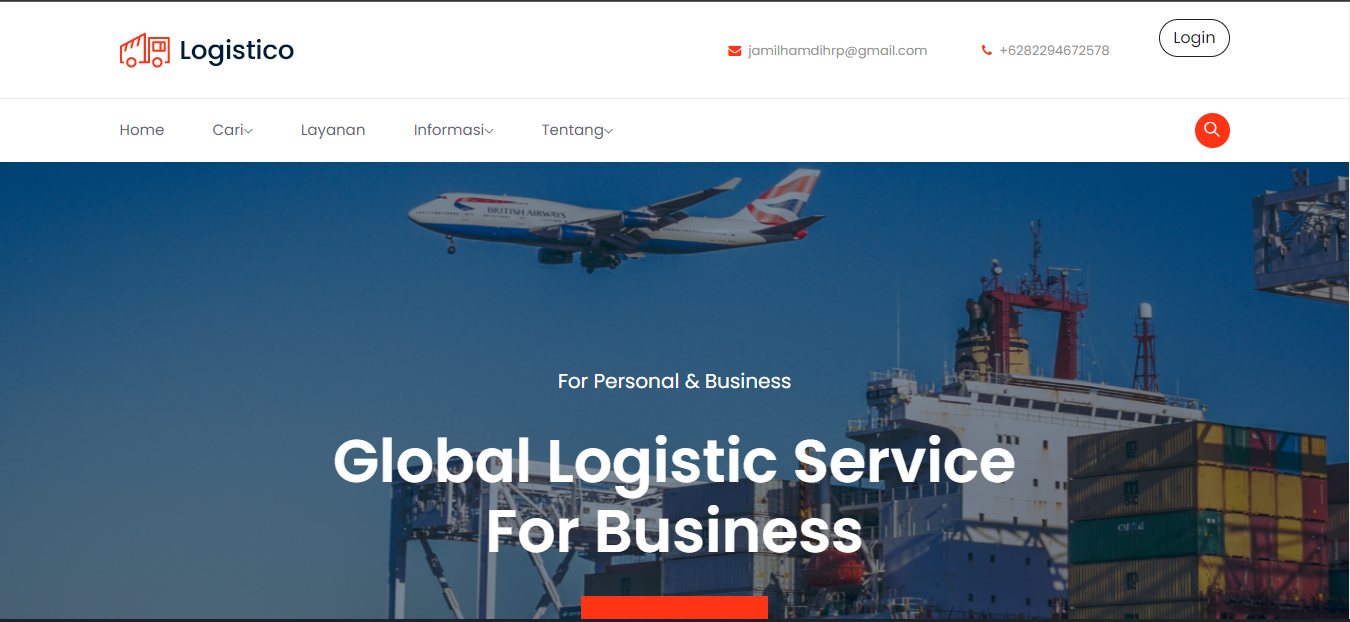 Logistico
jamilhamdihrp@gmail.com
+6282294672578
Login
Home
Cari
Layanan
Informasi
Tentang
BRITISH AIRWAYS
For Personal & Business
Global Logistic Service
For Business
CAPITAL